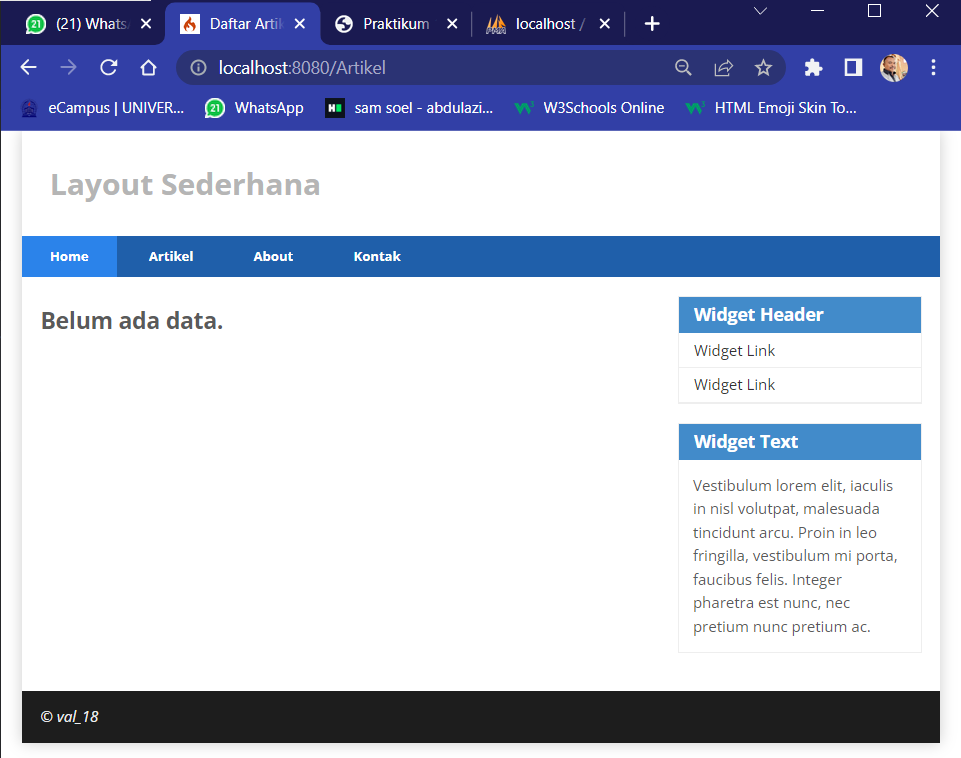 21 (21) Whats
Daftar Arti
Praktikum
localhost /
localhost:8080/Artikel
eCampus | UNIVER...
21 WhatsApp
sam soel - abdulazi...
W3Schools Online
HTML Emoji Skin To...
Layout Sederhana
Home
Artikel
About
Kontak
Belum ada data.
Widget Header
Widget Link
Widget Link
Widget Text
Vestibulum lorem elit, iaculis
in nisl volutpat, malesuada
tincidunt arcu. Proin in leo
fringilla, vestibulum mi porta,
faucibus felis. Integer
pharetra est nunc, nec
pretium nunc pretium ac.
© val_18